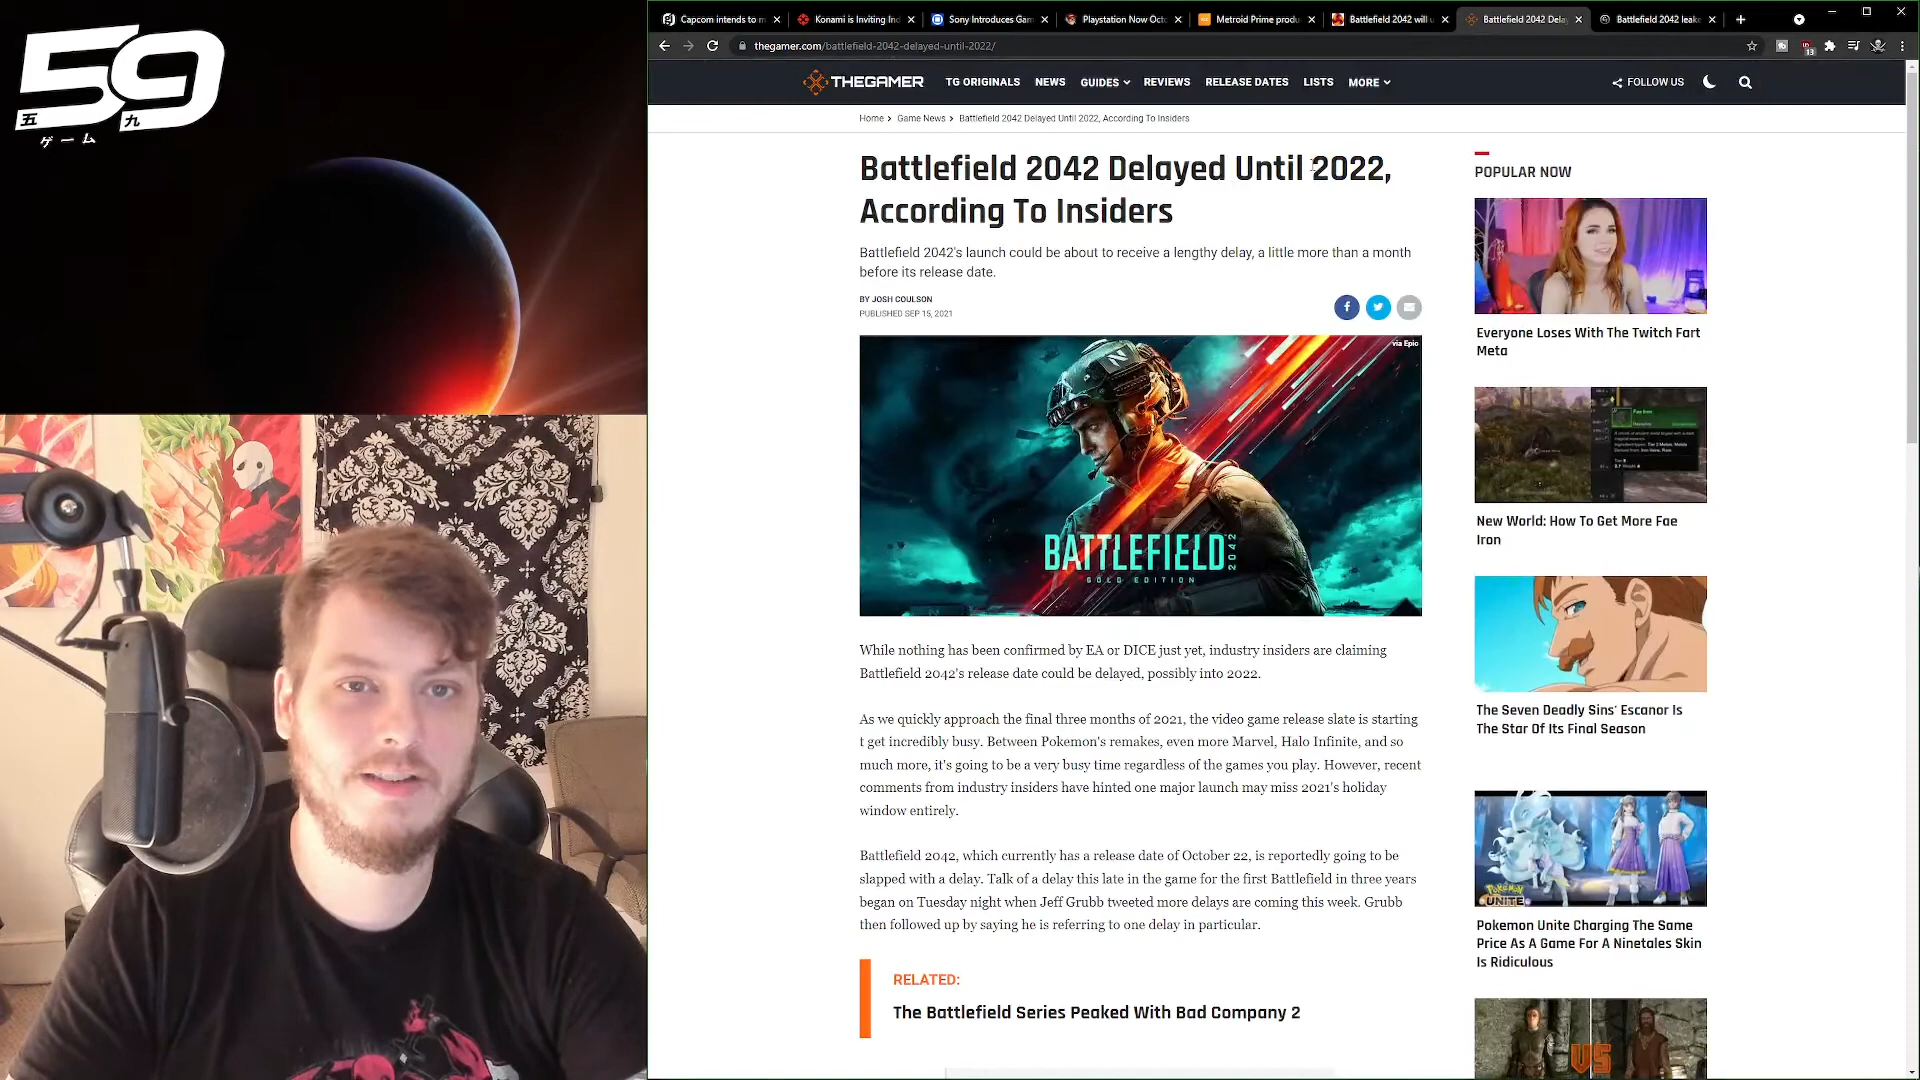 59
五 九
ゲーム
Capcom intends to m
Konami is Inviting Ind
Sony Introduces Gam
Playstation Now Octo
Metroid Prime produ
Battlefield 2042 will u
Battlefield 2042 Dela
Battlefield 2042 leake
thegamer.com/battlefield-2042-delayed-until-2022/
13
THEGAMER
TG ORIGINALS NEWS GUIDES REVIEWS RELEASE DATES LISTS MORE
FOLLOW US
Home > Game News > Battlefield 2042 Delayed Until 2022, According To Insiders
Battlefield 2042 Delayed Until 2022,
According To Insiders
Battlefield 2042's launch could be about to receive a lengthy delay, a little more than a month
before its release date.
BY JOSH COULSON
PUBLISHED SEP 15, 2021
via Epic
BATTLEFIELD 2042
GOLD EDITION
While nothing has been confirmed by EA or DICE just yet, industry insiders are claiming
Battlefield 2042's release date could be delayed, possibly into 2022.
As we quickly approach the final three months of 2021, the video game release slate is starting
t get incredibly busy. Between Pokemon's remakes, even more Marvel, Halo Infinite, and so
much more, it's going to be a very busy time regardless of the games you play. However, recent
comments from industry insiders have hinted one major launch may miss 2021's holiday
window entirely.
Battlefield 2042, which currently has a release date of October 22, is reportedly going to be
slapped with a delay. Talk of a delay this late in the game for the first Battlefield in three years
began on Tuesday night when Jeff Grubb tweeted more delays are coming this week. Grubb
then followed up by saying he is referring to one delay in particular.
RELATED:
The Battlefield Series Peaked With Bad Company 2
POPULAR NOW
Everyone Loses With The Twitch Fart
Meta
Fae Iron
New World: How To Get More Fae
Iron
The Seven Deadly Sins' Escanor Is
The Star Of Its Final Season
POKÉMON
UNITE
Pokemon Unite Charging The Same
Price As A Game For A Ninetales Skin
Is Ridiculous
VS